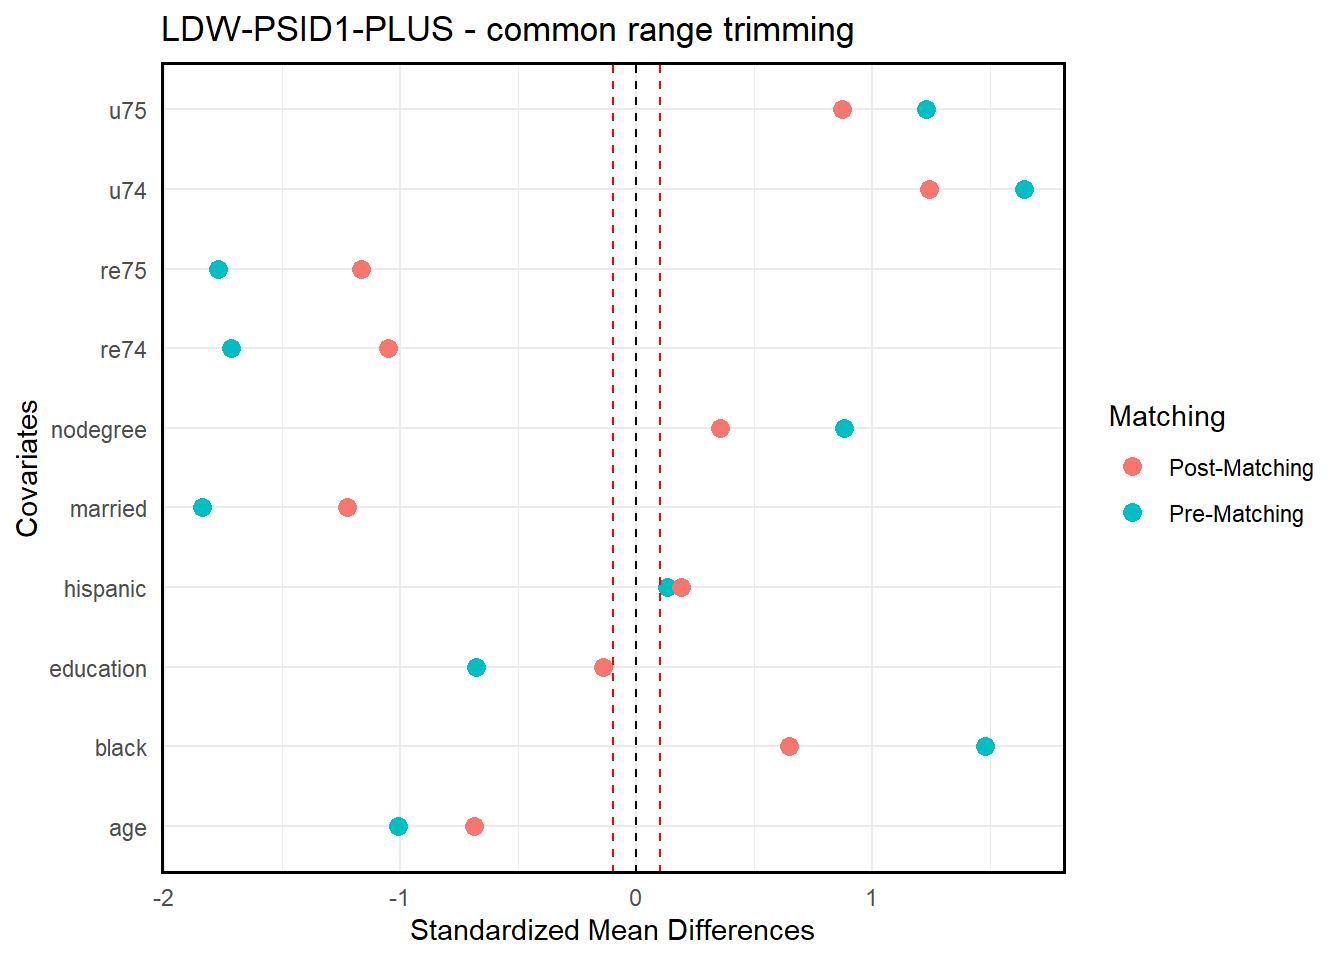 LDW-PSID1-PLUS - common range trimming
u75
u74
re75
re74
nodegree
married
hispanic
education
black
age
Covariates
-2
-1
0
1
Standardized Mean Differences
Matching
Post-Matching
Pre-Matching